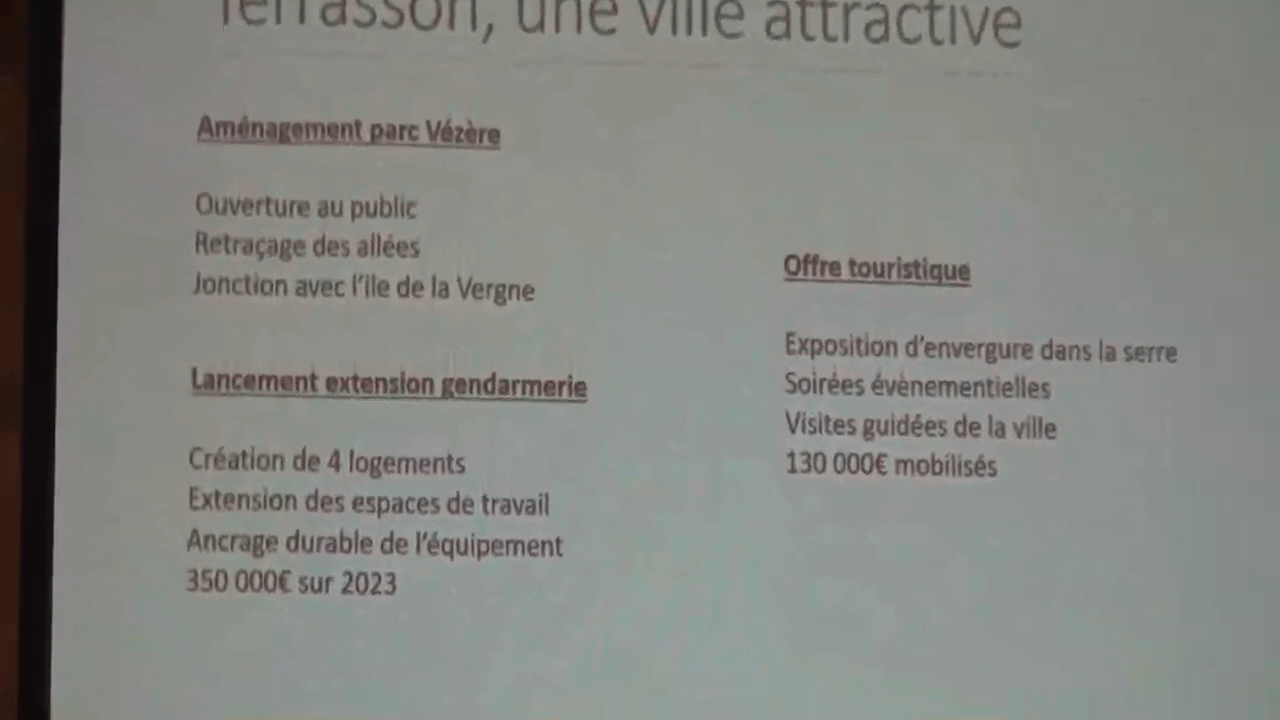 Terrasson, une ville attractive
Aménagement parc Vézère
Ouverture au public
Retraçage des allées
Jonction avec l'île de la Vergne
Lancement extension gendarmerie
Création de 4 logements
Extension des espaces de travail
Ancrage durable de l'équipement
350 000€ sur 2023
Offre touristique
Exposition d'envergure dans la serre
Soirées évènementielles
Visites guidées de la ville
130 000€ mobilisés